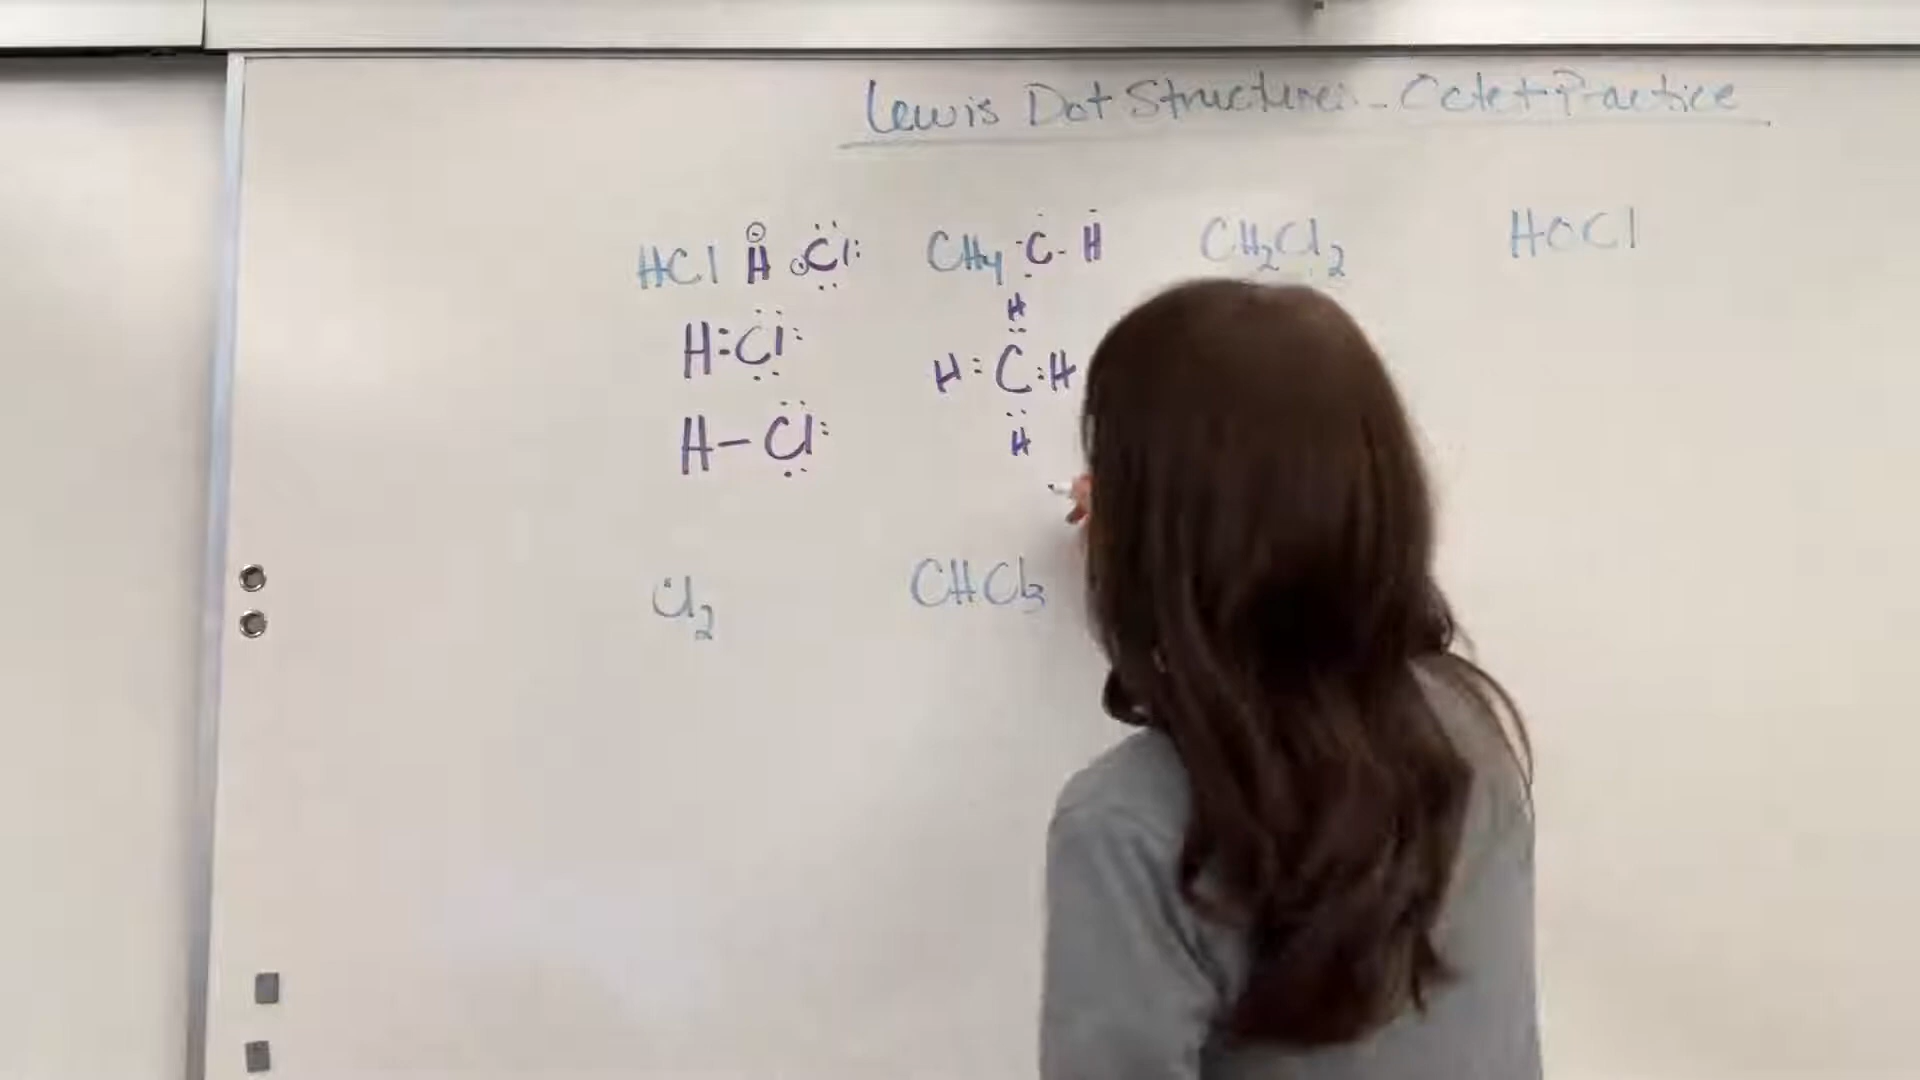 Lewis Dot Structures - Octet Practice
HCl H Cl CH4 C H CH2Cl2 HOCl
H
H:Cl H:C:H
H-Cl H
Cl2 CHCl3